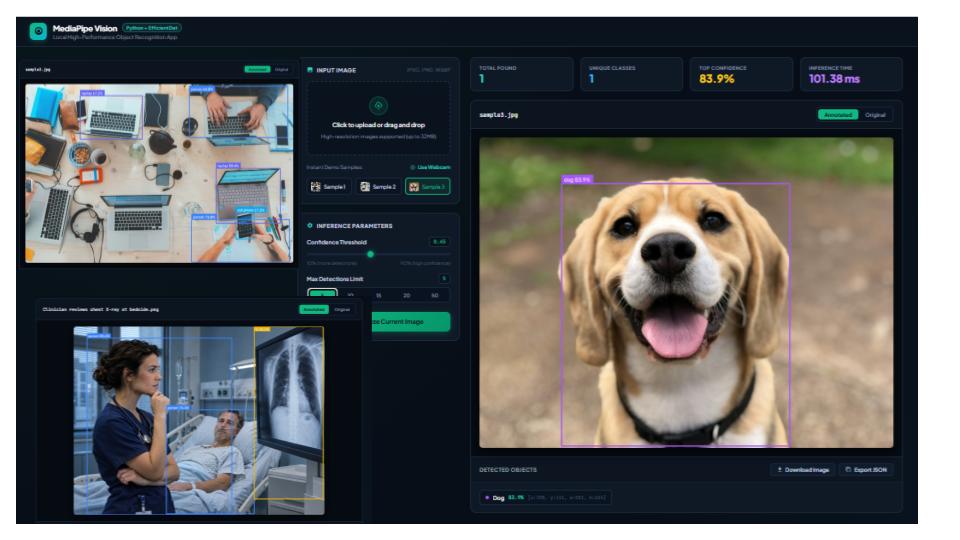 MediaPipe Vision Python + EfficientDet
Local High-Performance Object Recognition App
sample1.jpg Annotated Original
INPUT IMAGE
Click to upload or drag and drop
High-resolution images supported (up to 32MB)
Instant Demo Samples: Use Webcam
Sample 1 Sample 2 Sample 3
INFERENCE PARAMETERS
Confidence Threshold 0.45
Max Detections Limit 5
15 20 50
Current Image
Clinician reviews chest X-ray at bedside.png Annotated Original
TOTAL FOUND
1
UNIQUE CLASSES
1
TOP CONFIDENCE
83.9%
INFERENCE TIME
101.38 ms
sample3.jpg Annotated Original
dog 83.9%
DETECTED OBJECTS Download Image Export JSON
Dog 83.9%